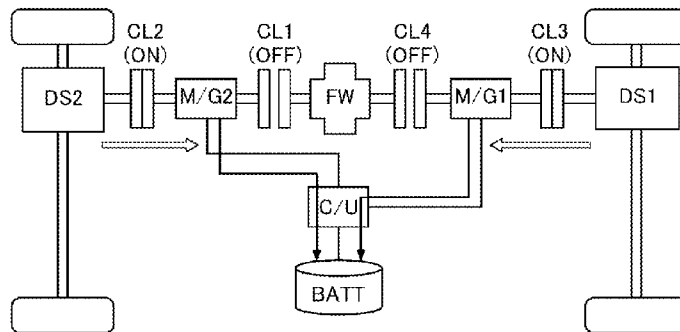 CL2
(ON)
CL1
(OFF)
CL4
(OFF)
CL3
(ON)
DS2
M/G2
FW
M/G1
DS1
C/U
BATT